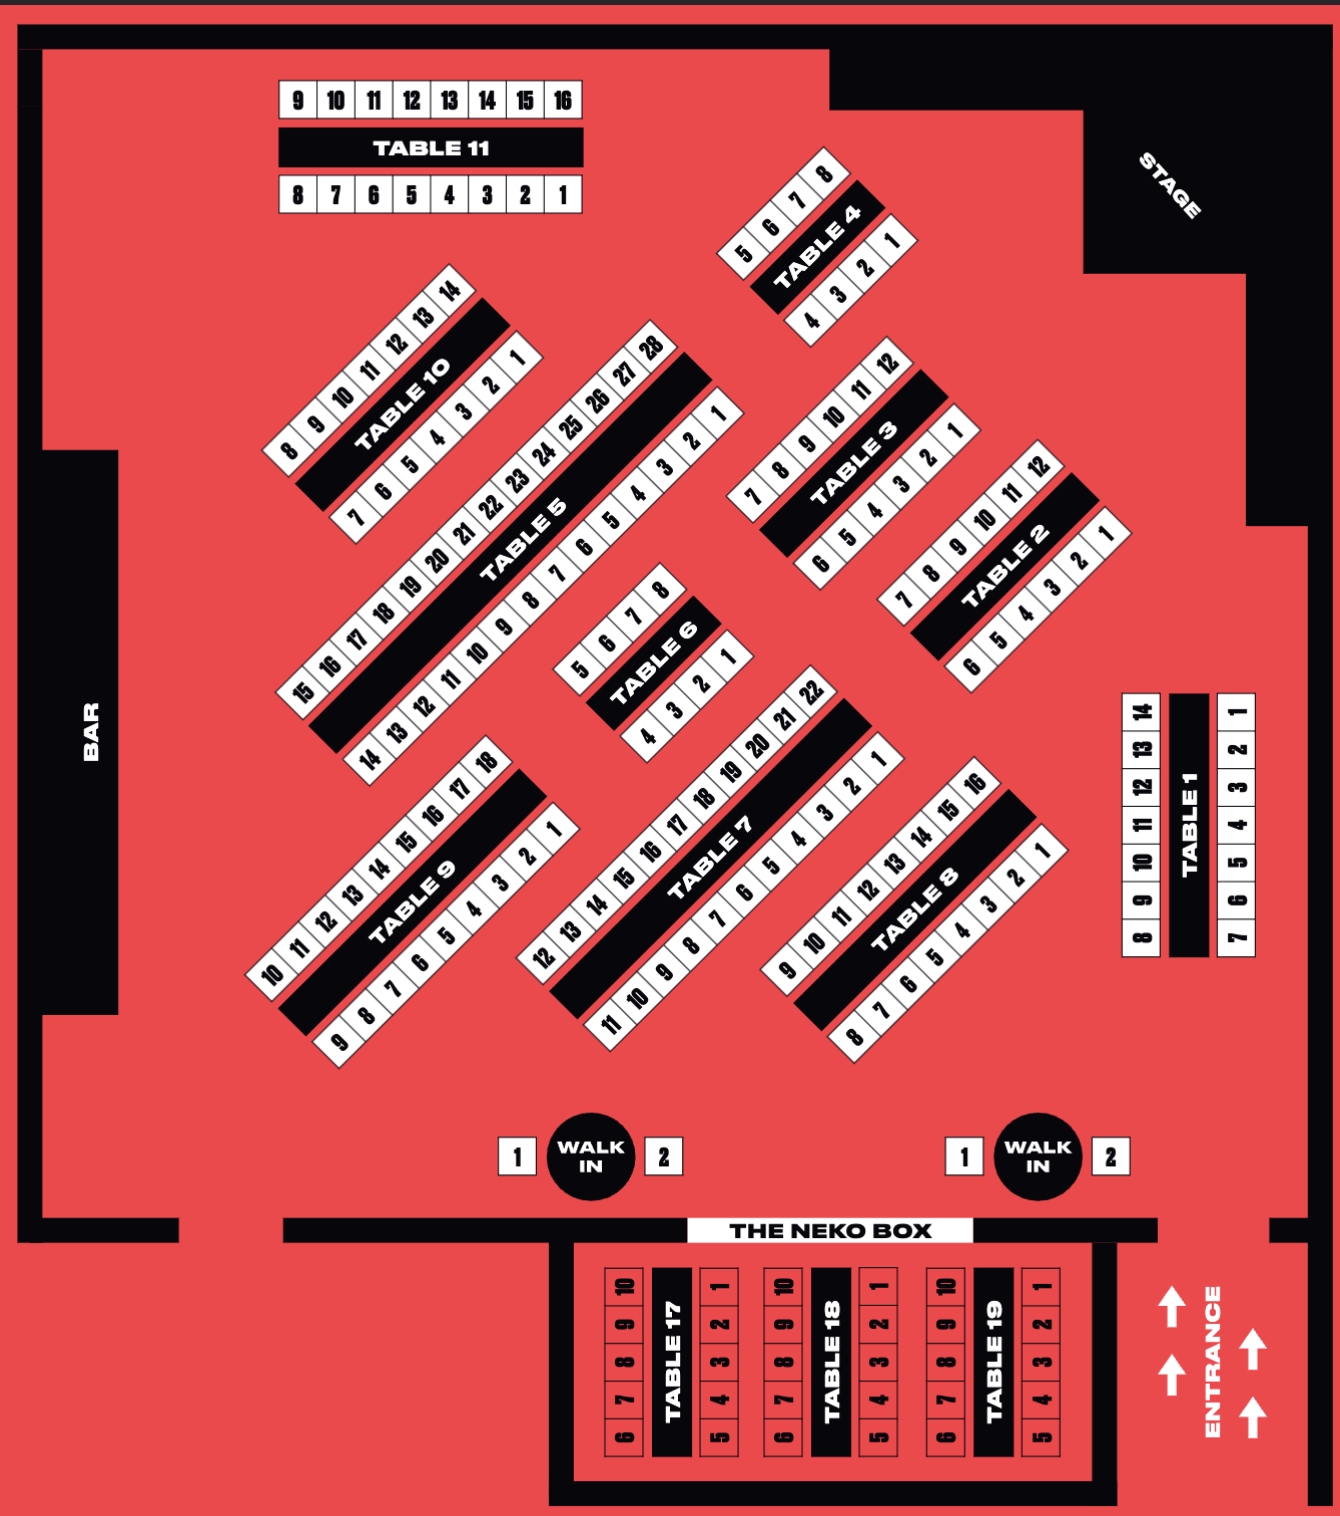 9 10 11 12 13 14 15 16
TABLE 11
8 7 6 5 4 3 2 1
STAGE
5 6 7 8
TABLE 4
4 3 2 1
8 9 10 11 12 13 14
TABLE 10
7 6 5 4 3 2 1
15 16 17 18 19 20 21 22 23 24 25 26 27 28
TABLE 5
14 13 12 11 10 9 8 7 6 5 4 3 2 1
7 8 9 10 11 12
TABLE 3
6 5 4 3 2 1
7 8 9 10 11 12
TABLE 2
6 5 4 3 2 1
BAR
5 6 7 8
TABLE 6
4 3 2 1
8 9 10 11 12 13 14
TABLE 1
7 6 5 4 3 2 1
10 11 12 13 14 15 16 17 18
TABLE 9
9 8 7 6 5 4 3 2 1
12 13 14 15 16 17 18 19 20 21 22
TABLE 7
11 10 9 8 7 6 5 4 3 2 1
9 10 11 12 13 14 15 16
TABLE 8
8 7 6 5 4 3 2 1
1
WALK
IN
2
1
WALK
IN
2
THE NEKO BOX
6 7 8 9 10
TABLE 17
5 4 3 2 1
6 7 8 9 10
TABLE 18
5 4 3 2 1
6 7 8 9 10
TABLE 19
5 4 3 2 1
ENTRANCE